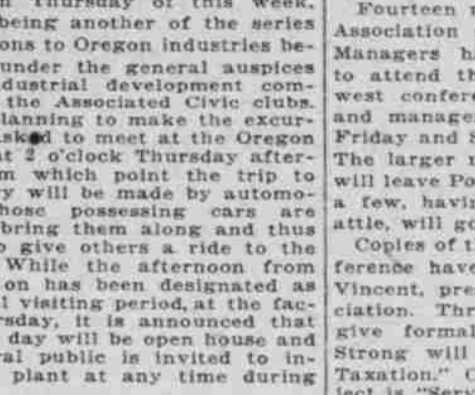 n Thursday of this week,
being another of the series
ons to Oregon industries be-
under the general auspices
dustrial development com-
the Associated Civic clubs.
lanning to make the excur-
sked to meet at the Oregon
at 2 o'clock Thursday after-
m which point the trip to
ry will be made by automo-
hose possessing cars are
bring them along and thus
o give others a ride to the
While the afternoon from
on has been designated as
l visiting period, at the fac-
rsday, it is announced that
day will be open house and
ral public is invited to in-
plant at any time during
Fourteen
Association
Managers h
to attend th
west confere
and manage
Friday and s
The larger
will leave Po
a few, havin
attle, will go
Copies of t
ference have
Vincent, pre
ciation. Thr
give formal
Strong will
Taxation." C
ject is "Serv